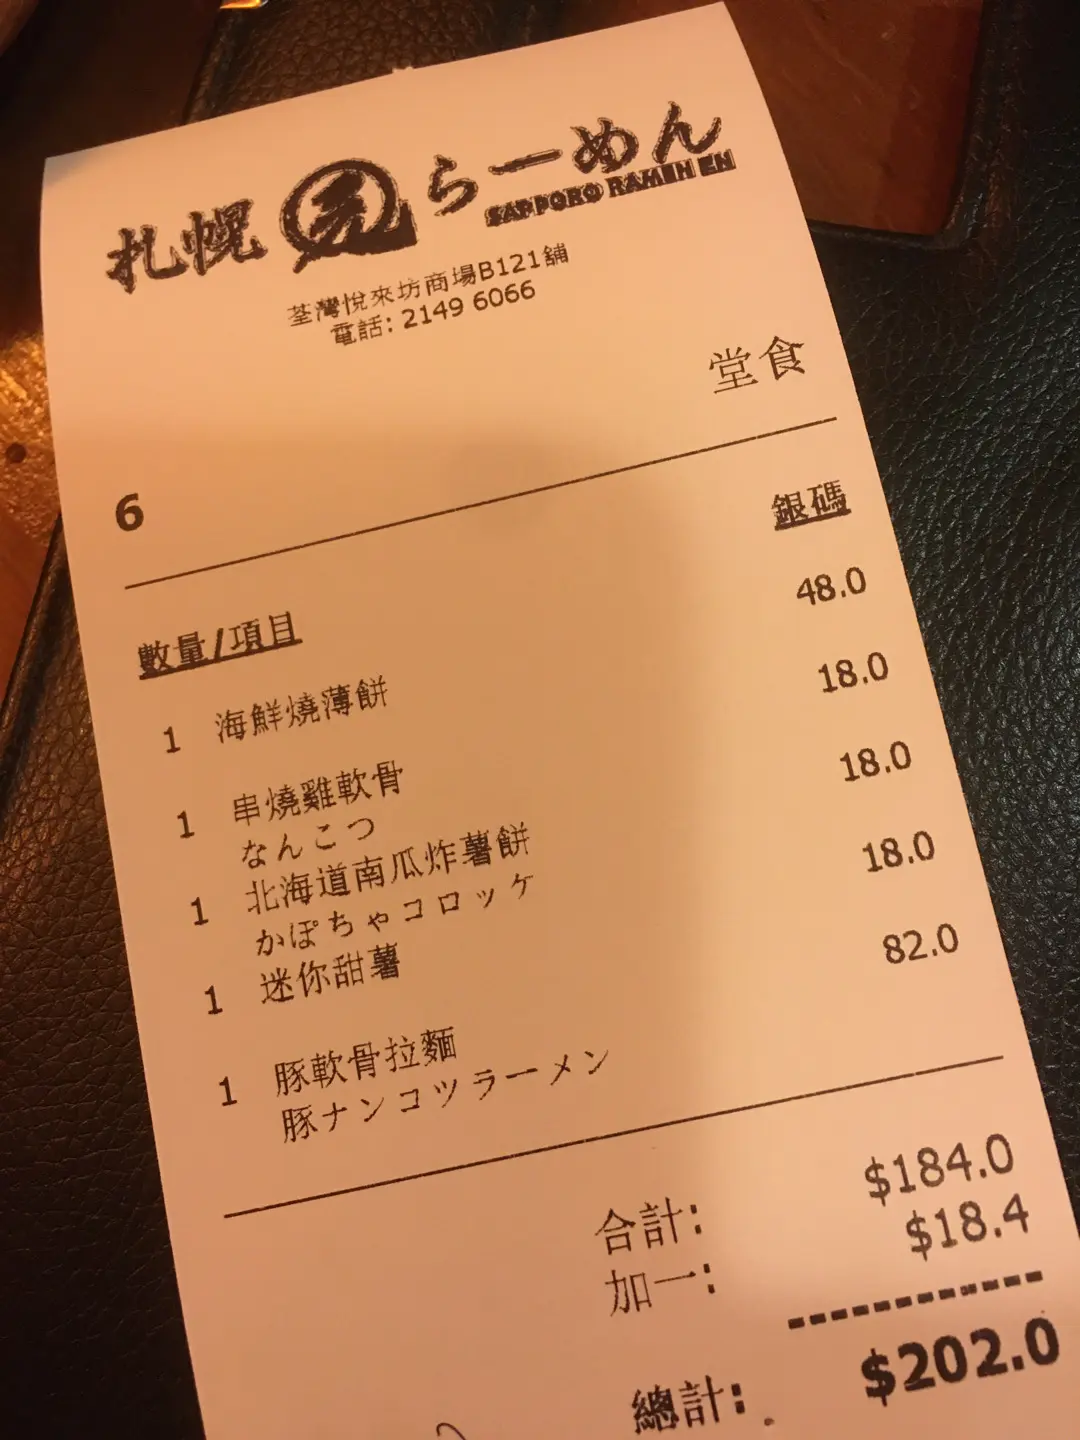 札幌 らーめん
SAPPORO RAMEN EN
荃灣悅來坊商場B121舖
電話: 2149 6066
堂食
6
數量/項目 銀碼
1 海鮮燒薄餅 48.0
1 串燒雞軟骨 18.0
なんこつ
1 北海道南瓜炸薯餅 18.0
かぽちゃコロッケ
1 迷你甜薯 18.0
1 豚軟骨拉麵 82.0
豚ナンコツラーメン
合計: $184.0
加一: $18.4
總計: $202.0